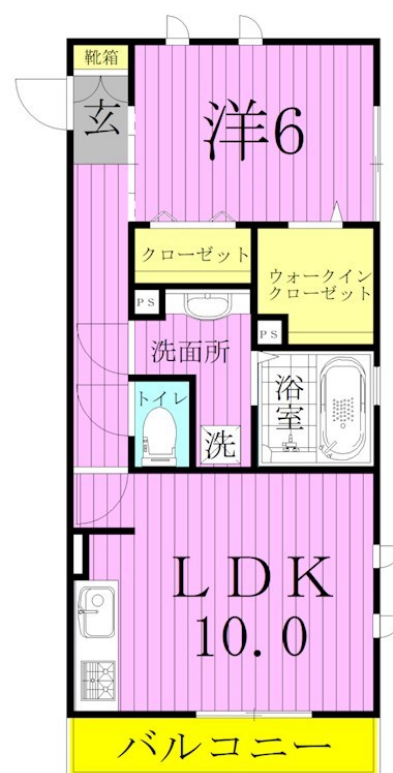 靴箱
玄
洋6
クローゼット
ウォークイン
クローゼット
PS
PS
洗面所
トイレ
洗
浴
室
LDK
10.0
バルコニー